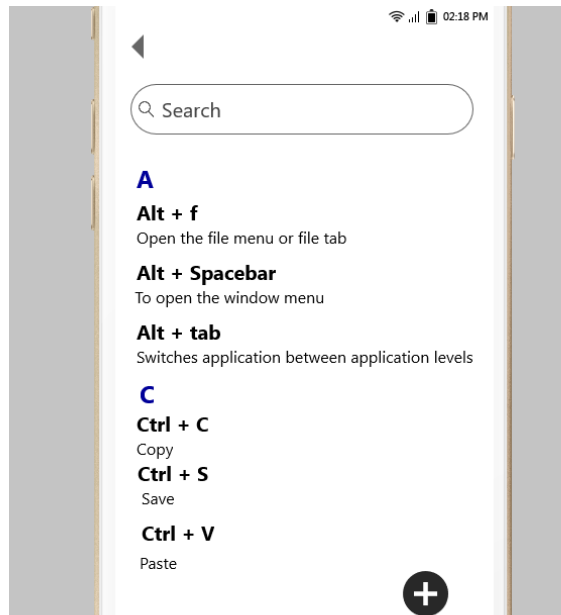 02:18 PM
Search
A
Alt + f
Open the file menu or file tab
Alt + Spacebar
To open the window menu
Alt + tab
Switches application between application levels
C
Ctrl + C
Copy
Ctrl + S
Save
Ctrl + V
Paste